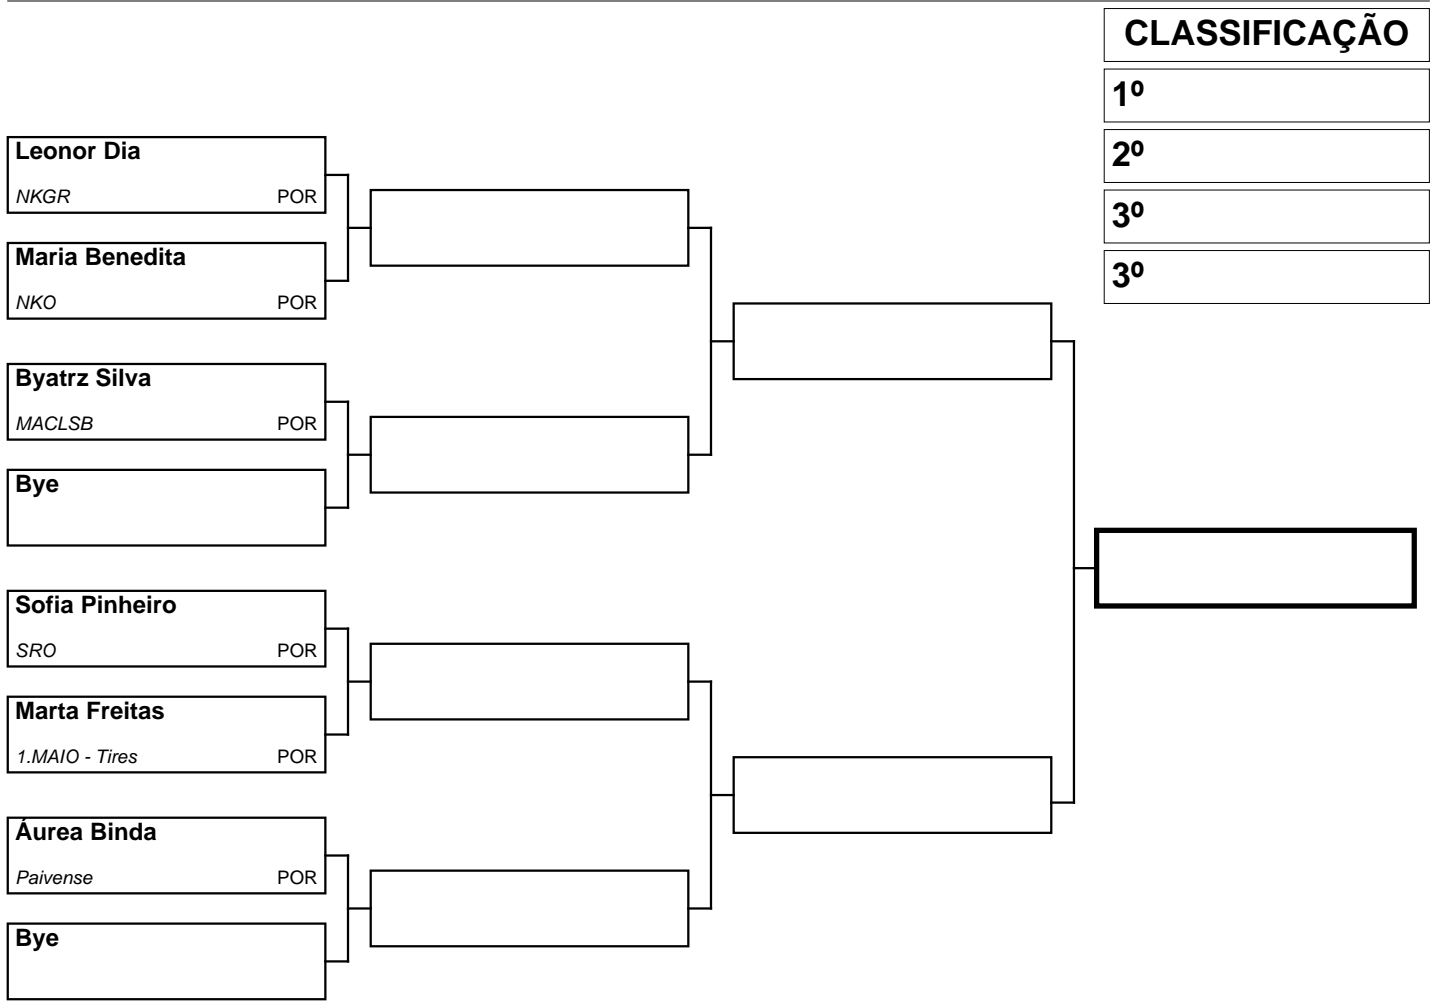 CLASSIFICAÇÃO
1º
2º
3º
3º
Leonor Dia
NKGR POR
Maria Benedita
NKO POR
Byatrz Silva
MACLSB POR
Bye
Sofia Pinheiro
SRO POR
Marta Freitas
1.MAIO - Tires POR
Áurea Binda
Paivense POR
Bye